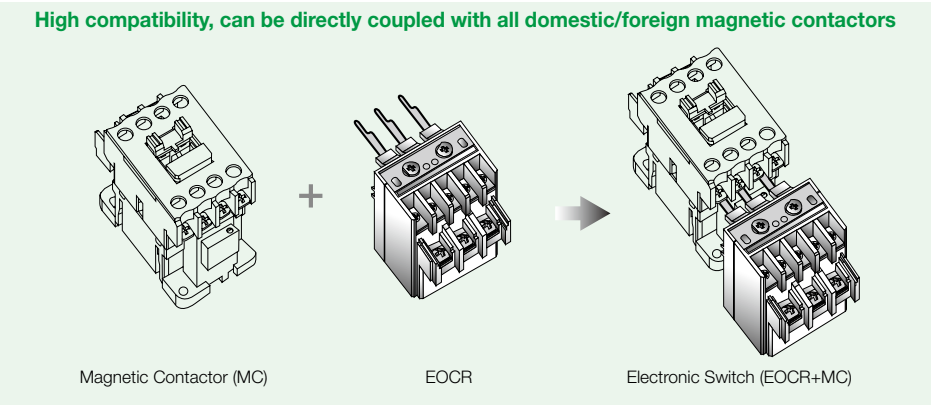 High compatibility, can be directly coupled with all domestic/foreign magnetic contactors
+
Magnetic Contactor (MC)
EOCR
Electronic Switch (EOCR+MC)